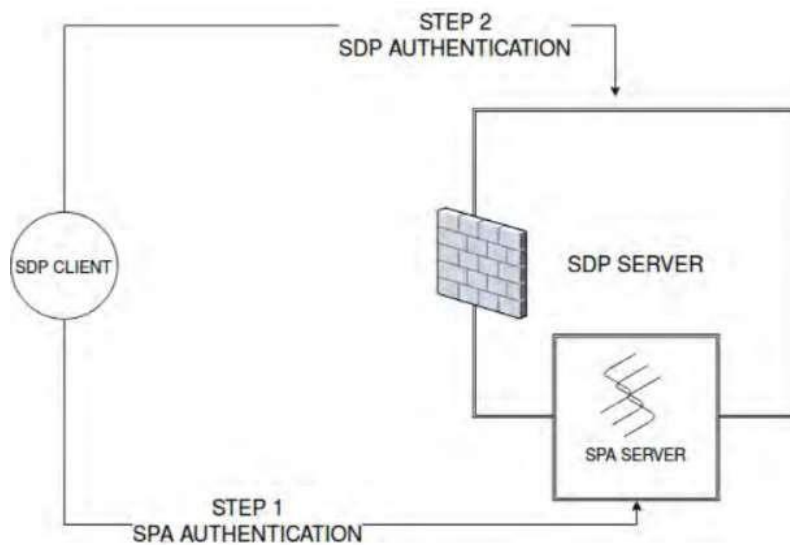 STEP 2
SDP AUTHENTICATION
SDP CLIENT
SDP SERVER
SPA SERVER
STEP 1
SPA AUTHENTICATION